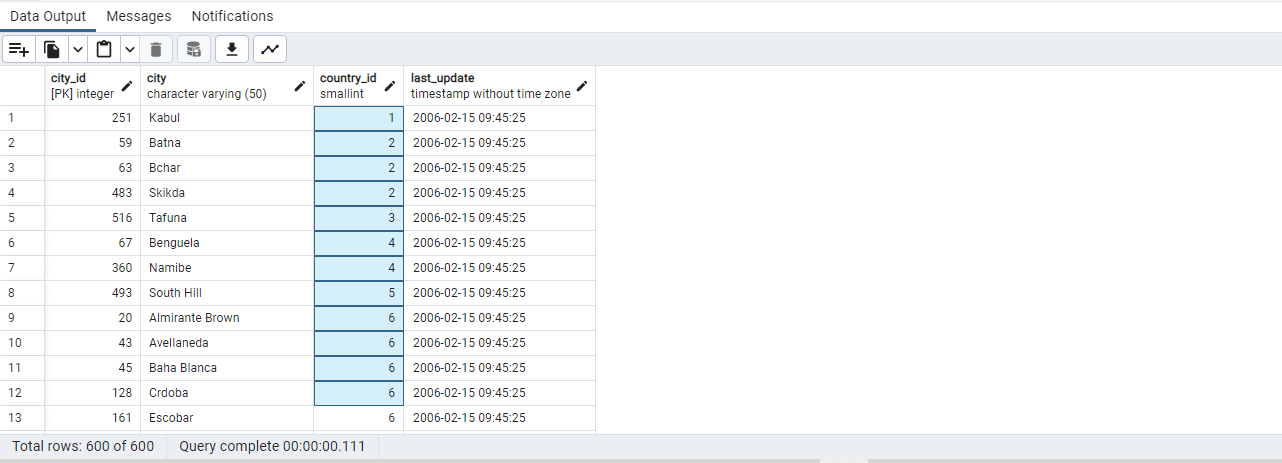 Data Output Messages Notifications
city_id city country_id last_update
[PK] integer character varying (50) smallint timestamp without time zone
1 251 Kabul 1 2006-02-15 09:45:25
2 59 Batna 2 2006-02-15 09:45:25
3 63 Bchar 2 2006-02-15 09:45:25
4 483 Skikda 2 2006-02-15 09:45:25
5 516 Tafuna 3 2006-02-15 09:45:25
6 67 Benguela 4 2006-02-15 09:45:25
7 360 Namibe 4 2006-02-15 09:45:25
8 493 South Hill 5 2006-02-15 09:45:25
9 20 Almirante Brown 6 2006-02-15 09:45:25
10 43 Avellaneda 6 2006-02-15 09:45:25
11 45 Baha Blanca 6 2006-02-15 09:45:25
12 128 Crdoba 6 2006-02-15 09:45:25
13 161 Escobar 6 2006-02-15 09:45:25
Total rows: 600 of 600 Query complete 00:00:00.111